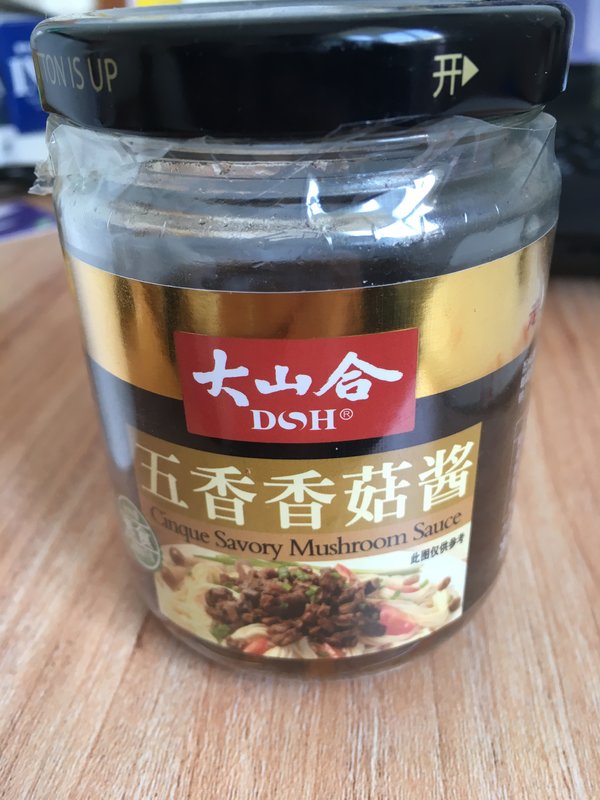 TON IS UP
开
大山合
DSH®
五香香菇酱
Cinque Savory Mushroom Sauce
此图仅供参考